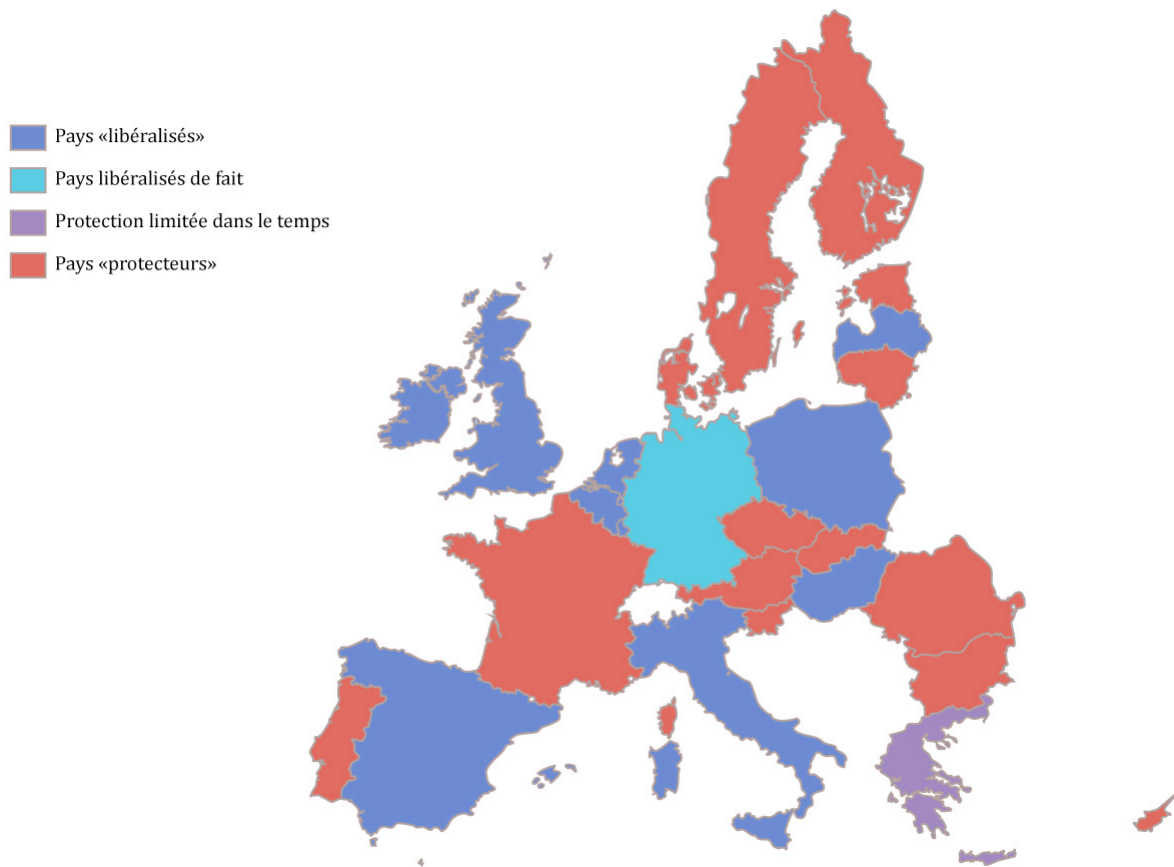 Pays «libéralisés»
Pays libéralisés de fait
Protection limitée dans le temps
Pays «protecteurs»